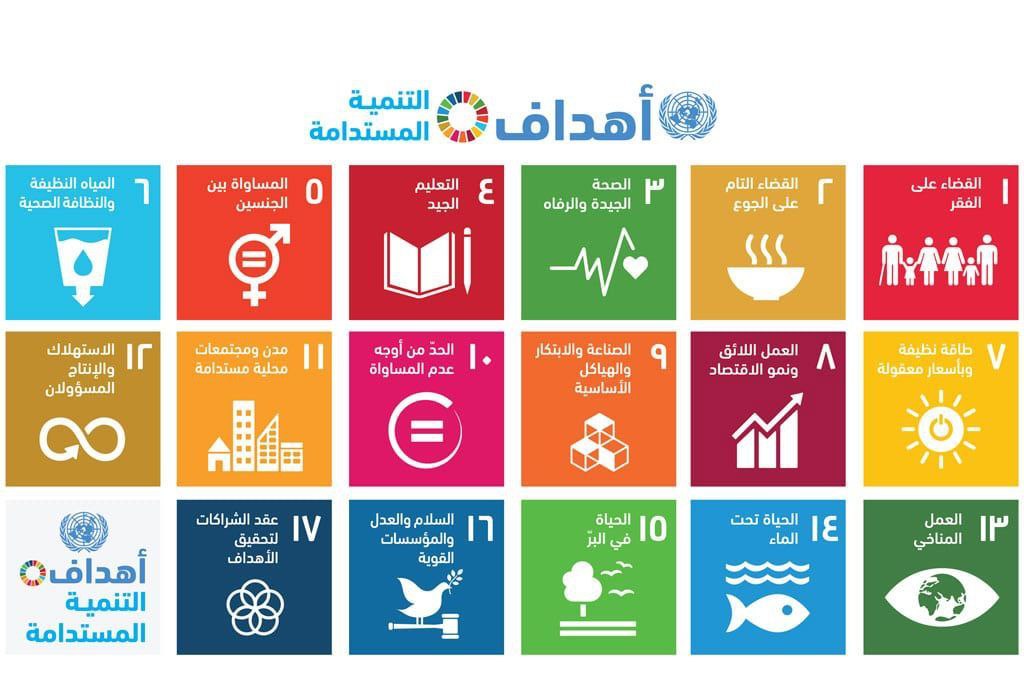 أهداف
التنمية
المستدامة
١
القضاء على
الفقر
٢
القضاء التام
على الجوع
٣
الصحة
الجيدة والرفاه
٤
التعليم
الجيد
٥
المساواة بين
الجنسين
٦
المياه النظيفة
والنظافة الصحية
٧
طاقة نظيفة
وبأسعار معقولة
٨
العمل اللائق
ونمو الاقتصاد
٩
الصناعة والابتكار
والهياكل
الأساسية
١٠
الحدّ من أوجه
عدم المساواة
١١
مدن ومجتمعات
محلية مستدامة
١٢
الاستهلاك
والإنتاج
المسؤولان
١٣
العمل
المناخي
١٤
الحياة تحت
الماء
١٥
الحياة
في البرّ
١٦
السلام والعدل
والمؤسسات
القوية
١٧
عقد الشراكات
لتحقيق
الأهداف
أهداف
التنمية
المستدامة